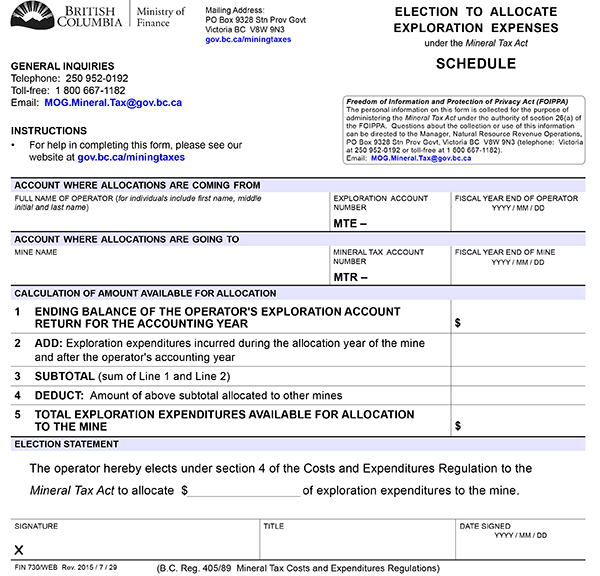 BRITISH
COLUMBIA
Ministry of
Finance
Mailing Address:
PO Box 9328 Stn Prov Govt
Victoria BC V8W 9N3
gov.bc.ca/miningtaxes
ELECTION TO ALLOCATE
EXPLORATION EXPENSES
under the Mineral Tax Act
SCHEDULE
GENERAL INQUIRIES
Telephone: 250 952-0192
Toll-free: 1 800 667-1182
Email: MOG.Mineral.Tax@gov.bc.ca
INSTRUCTIONS
• For help in completing this form, please see our
website at gov.bc.ca/miningtaxes
Freedom of Information and Protection of Privacy Act (FOIPPA)
The personal information on this form is collected for the purpose of
administering the Mineral Tax Act under the authority of section 26(a) of
the FOIPPA. Questions about the collection or use of this information
can be directed to the Manager, Natural Resource Revenue Operations,
PO Box 9328 Stn Prov Govt, Victoria BC V8W 9N3 (telephone: Victoria
at 250 952-0192 or toll-free at 1 800 667-1182).
Email: MOG.Mineral.Tax@gov.bc.ca
ACCOUNT WHERE ALLOCATIONS ARE COMING FROM
FULL NAME OF OPERATOR (for individuals include first name, middle
initial and last name)
EXPLORATION ACCOUNT
NUMBER
MTE –
FISCAL YEAR END OF OPERATOR
YYYY / MM / DD
ACCOUNT WHERE ALLOCATIONS ARE GOING TO
MINE NAME
MINERAL TAX ACCOUNT
NUMBER
MTR –
FISCAL YEAR END OF MINE
YYYY / MM / DD
CALCULATION OF AMOUNT AVAILABLE FOR ALLOCATION
1 ENDING BALANCE OF THE OPERATOR'S EXPLORATION ACCOUNT
RETURN FOR THE ACCOUNTING YEAR $
2 ADD: Exploration expenditures incurred during the allocation year of the mine
and after the operator's accounting year
3 SUBTOTAL (sum of Line 1 and Line 2)
4 DEDUCT: Amount of above subtotal allocated to other mines
5 TOTAL EXPLORATION EXPENDITURES AVAILABLE FOR ALLOCATION
TO THE MINE $
ELECTION STATEMENT
The operator hereby elects under section 4 of the Costs and Expenditures Regulation to the
Mineral Tax Act to allocate $____________________ of exploration expenditures to the mine.
SIGNATURE
X
TITLE
DATE SIGNED
YYYY / MM / DD
FIN 730/WEB Rev. 2015 / 7 / 29 (B.C. Reg. 405/89 Mineral Tax Costs and Expenditures Regulations)